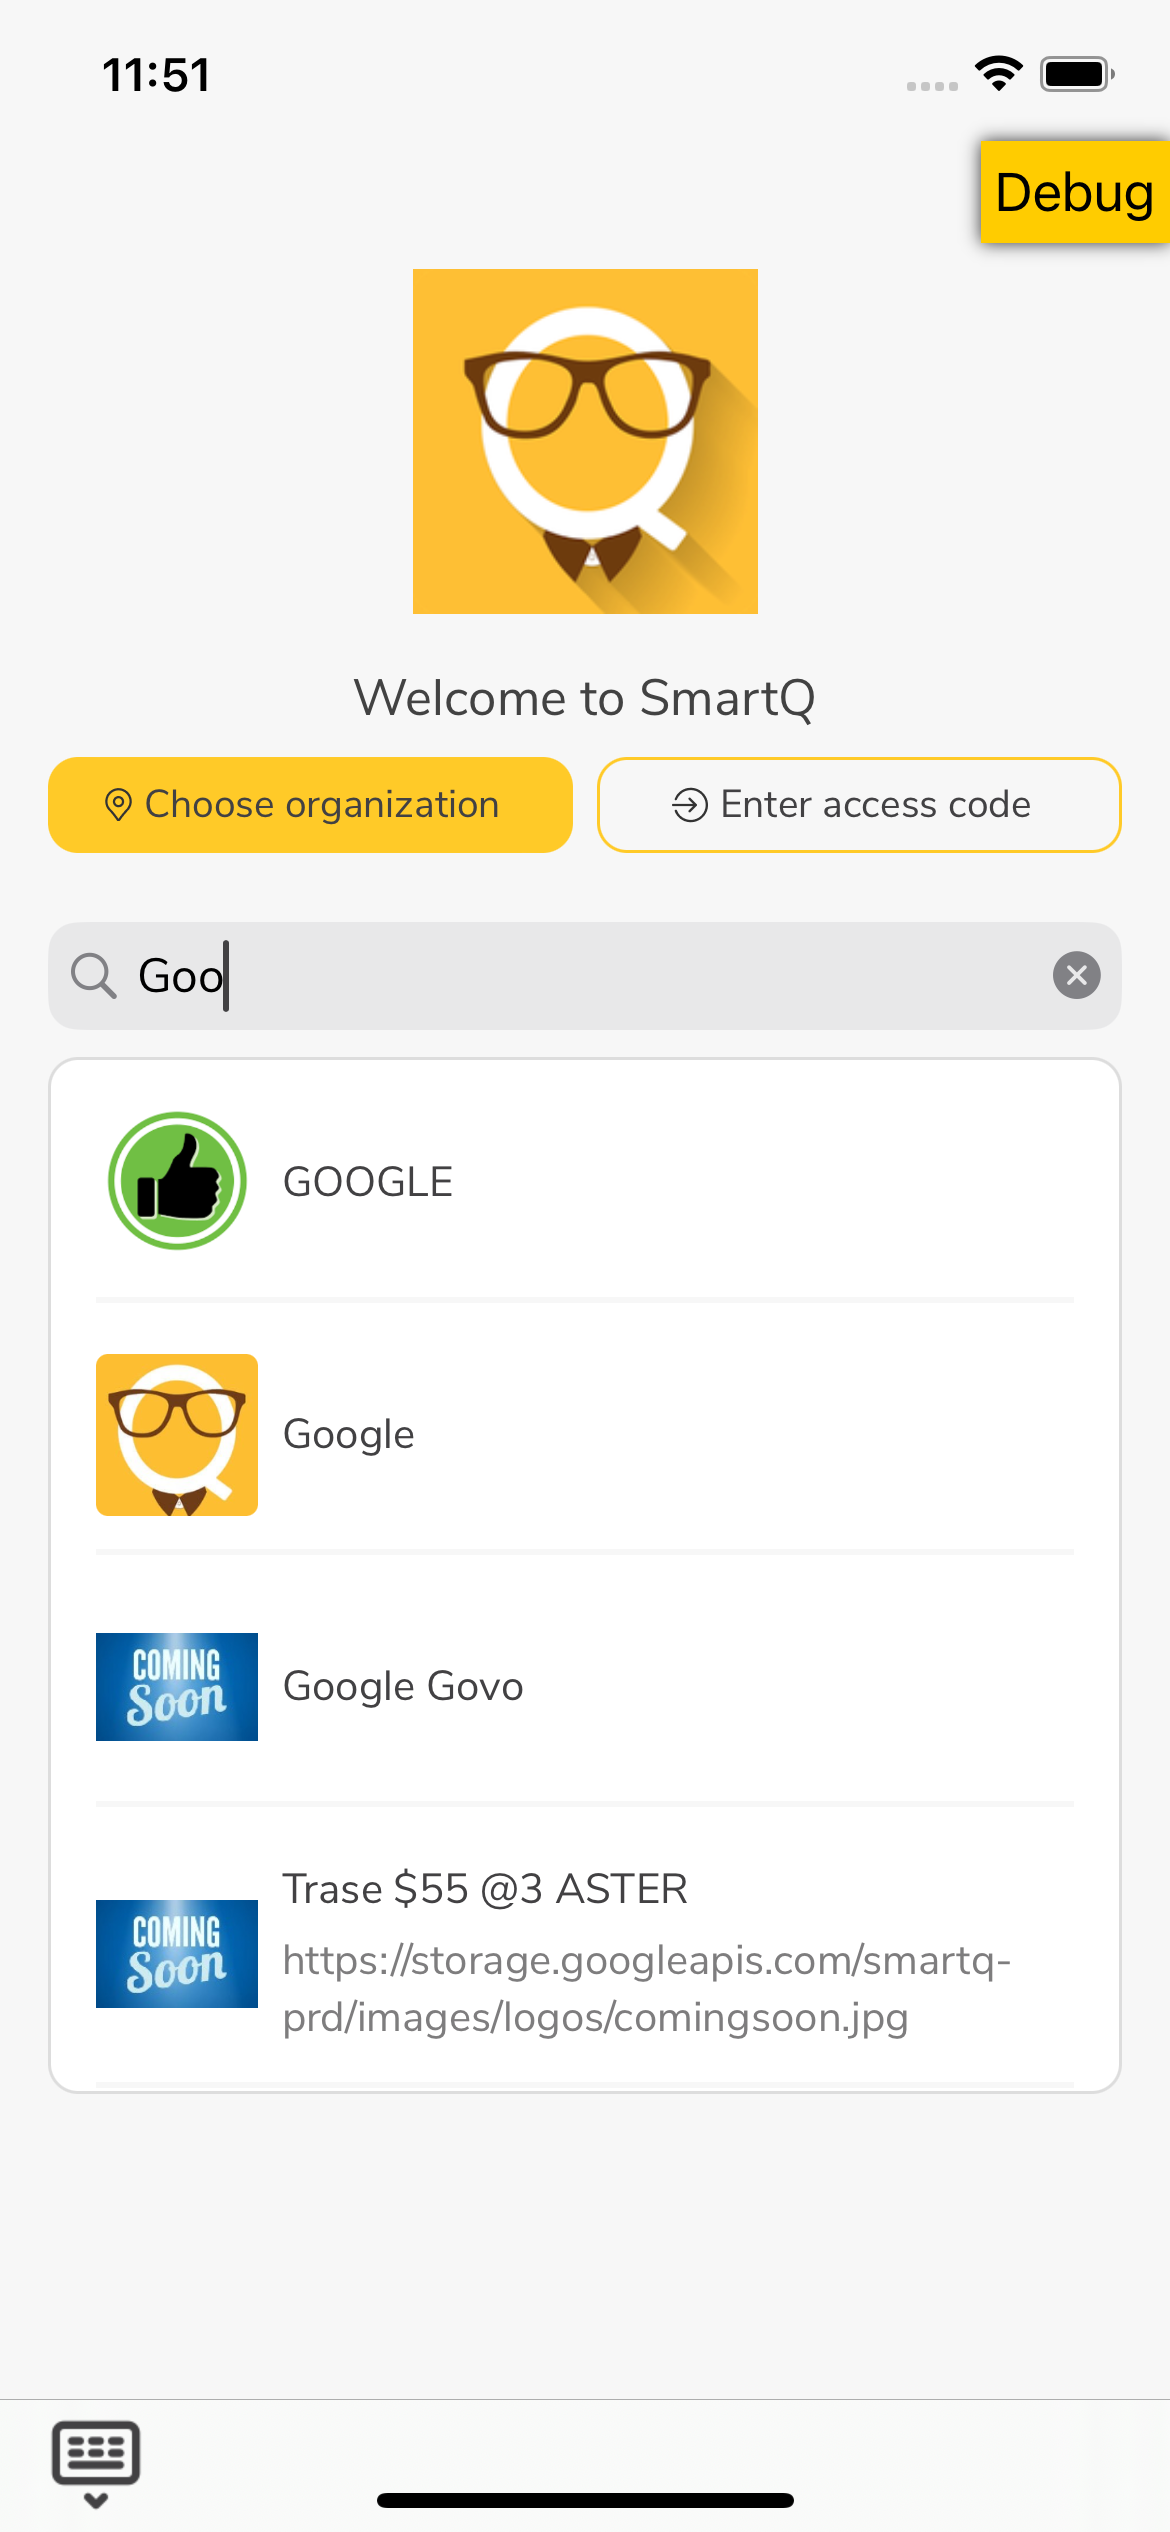 11:51
Debug
Welcome to SmartQ
Choose organization
Enter access code
Goo
GOOGLE
Google
COMING
Soon
Google Govo
COMING
Soon
Trase $55 @3 ASTER
https://storage.googleapis.com/smartq-
prd/images/logos/comingsoon.jpg